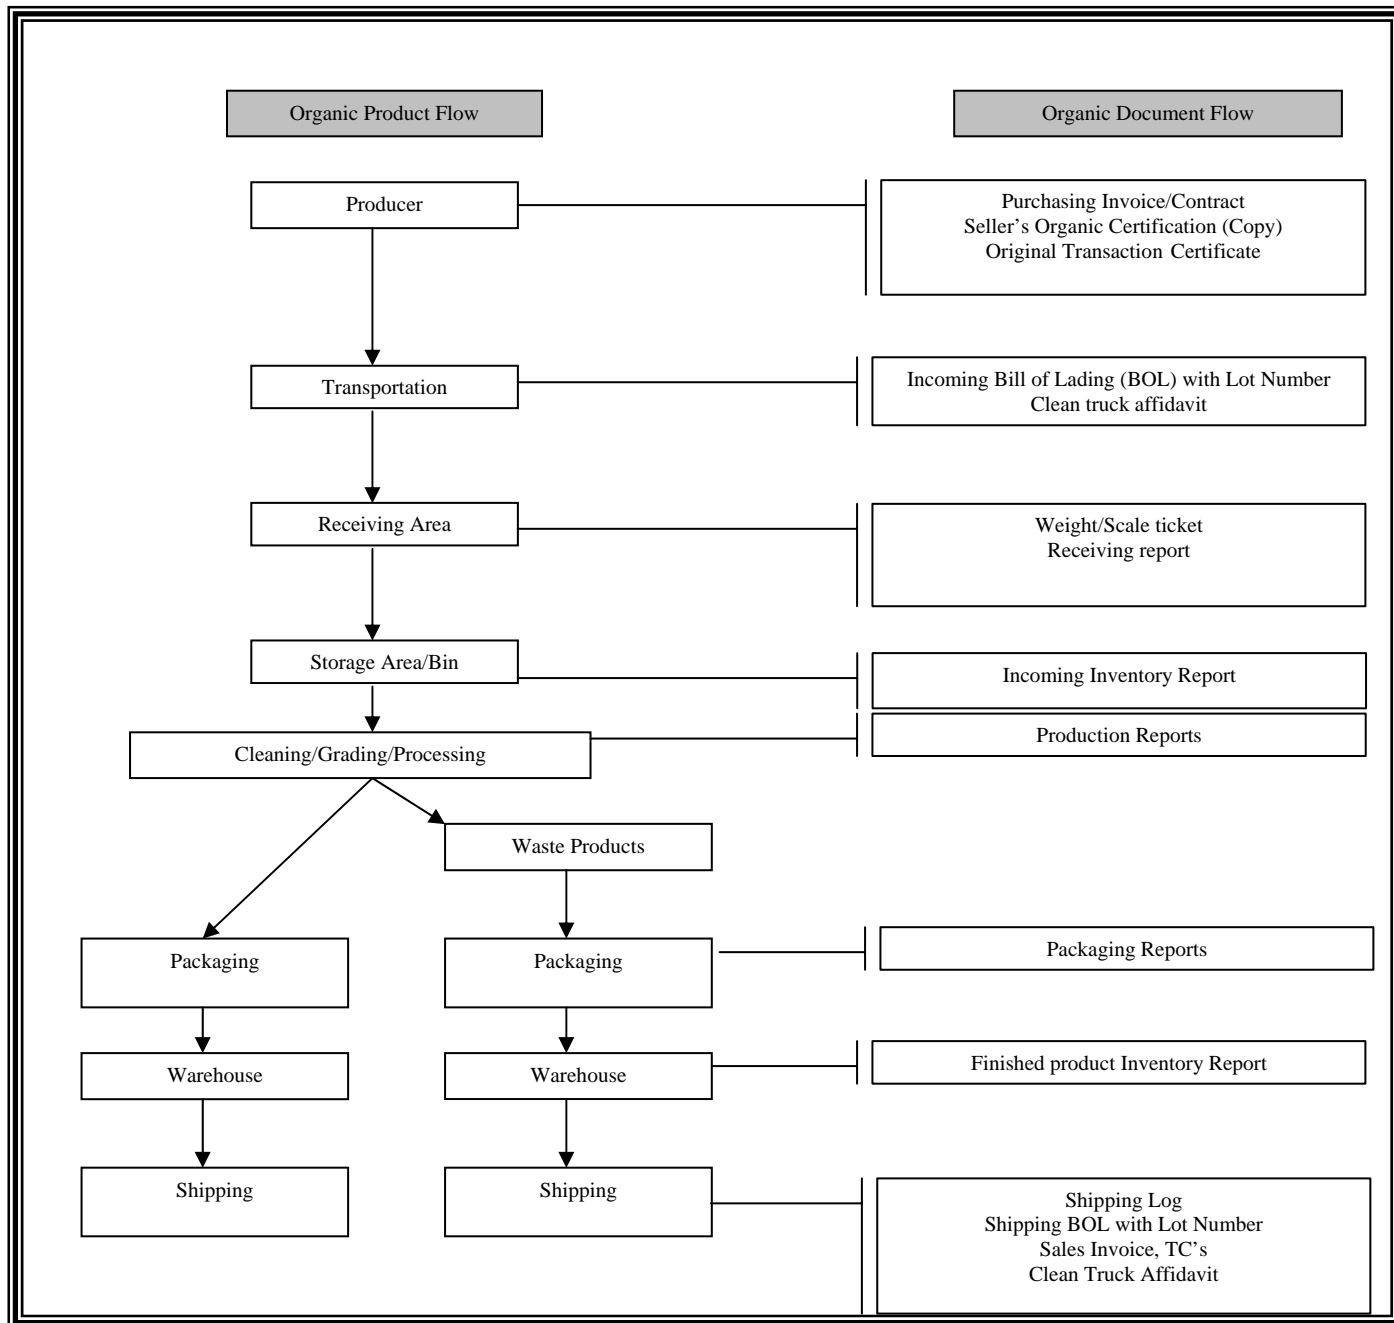 Organic Product Flow
Organic Document Flow
Producer
Purchasing Invoice/Contract
Seller’s Organic Certification (Copy)
Original Transaction Certificate
Transportation
Incoming Bill of Lading (BOL) with Lot Number
Clean truck affidavit
Receiving Area
Weight/Scale ticket
Receiving report
Storage Area/Bin
Incoming Inventory Report
Cleaning/Grading/Processing
Production Reports
Waste Products
Packaging
Packaging
Packaging Reports
Warehouse
Warehouse
Finished product Inventory Report
Shipping
Shipping
Shipping Log
Shipping BOL with Lot Number
Sales Invoice, TC’s
Clean Truck Affidavit